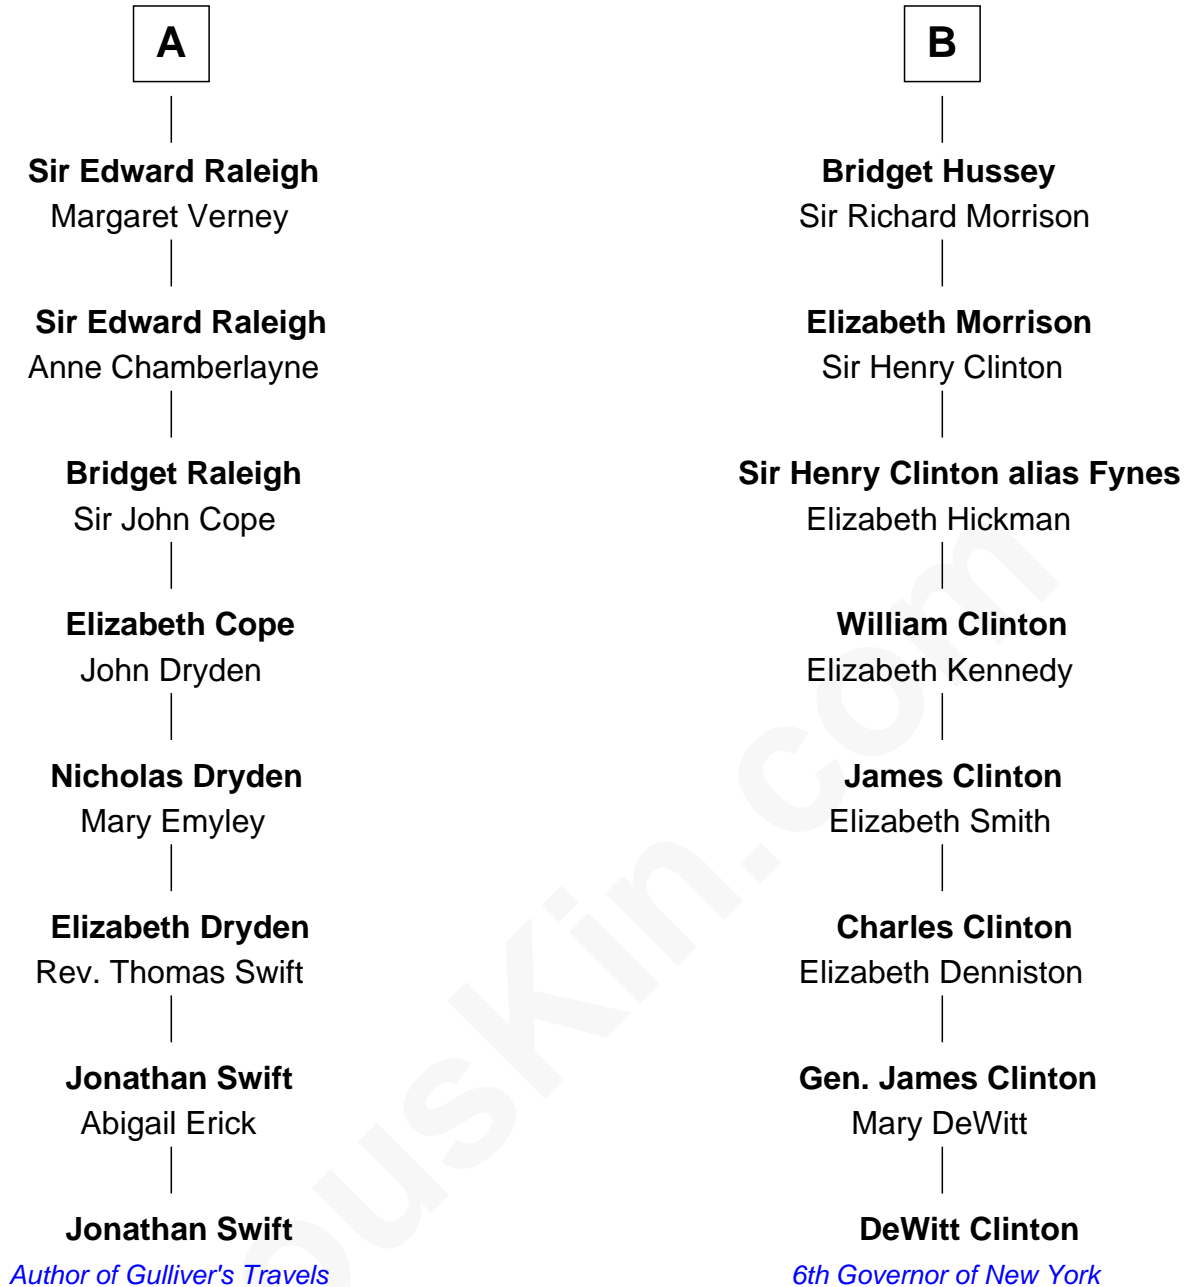 A
Sir Edward Raleigh
Margaret Verney
Sir Edward Raleigh
Anne Chamberlayne
Bridget Raleigh
Sir John Cope
Elizabeth Cope
John Dryden
Nicholas Dryden
Mary Emyley
Elizabeth Dryden
Rev. Thomas Swift
Jonathan Swift
Abigail Erick
Jonathan Swift
Author of Gulliver's Travels
B
Bridget Hussey
Sir Richard Morrison
Elizabeth Morrison
Sir Henry Clinton
Sir Henry Clinton alias Fynes
Elizabeth Hickman
William Clinton
Elizabeth Kennedy
James Clinton
Elizabeth Smith
Charles Clinton
Elizabeth Denniston
Gen. James Clinton
Mary DeWitt
DeWitt Clinton
6th Governor of New York
ousKin.com